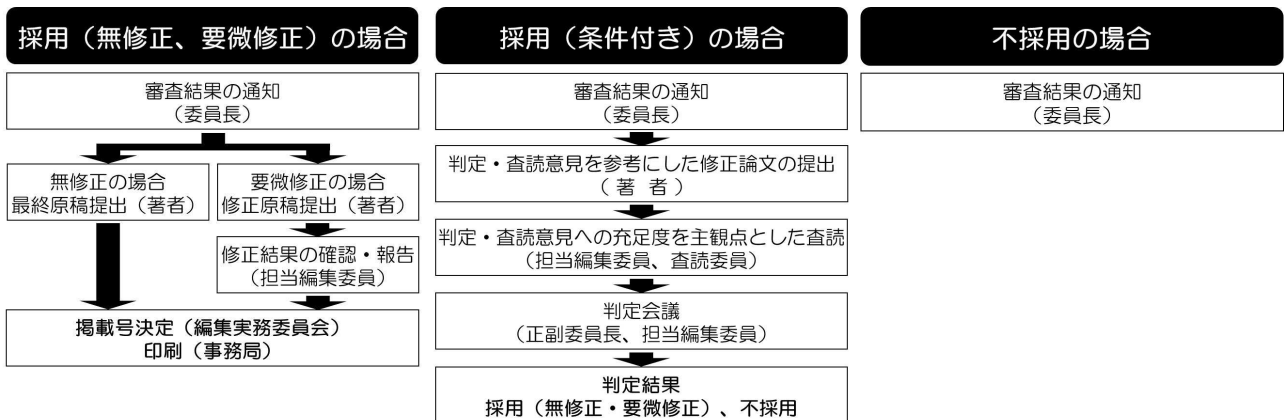 採用（無修正、要微修正）の場合
審査結果の通知
（委員長）
無修正の場合
最終原稿提出（著者）
要微修正の場合
修正原稿提出（著者）
修正結果の確認・報告
（担当編集委員）
掲載号決定（編集実務委員会）
印刷（事務局）
採用（条件付き）の場合
審査結果の通知
（委員長）
判定・査読意見を参考にした修正論文の提出
（ 著　者 ）
判定・査読意見への充足度を主観点とした査読
（担当編集委員、査読委員）
判定会議
（正副委員長、担当編集委員）
判定結果
採用（無修正・要微修正）、不採用
不採用の場合
審査結果の通知
（委員長）